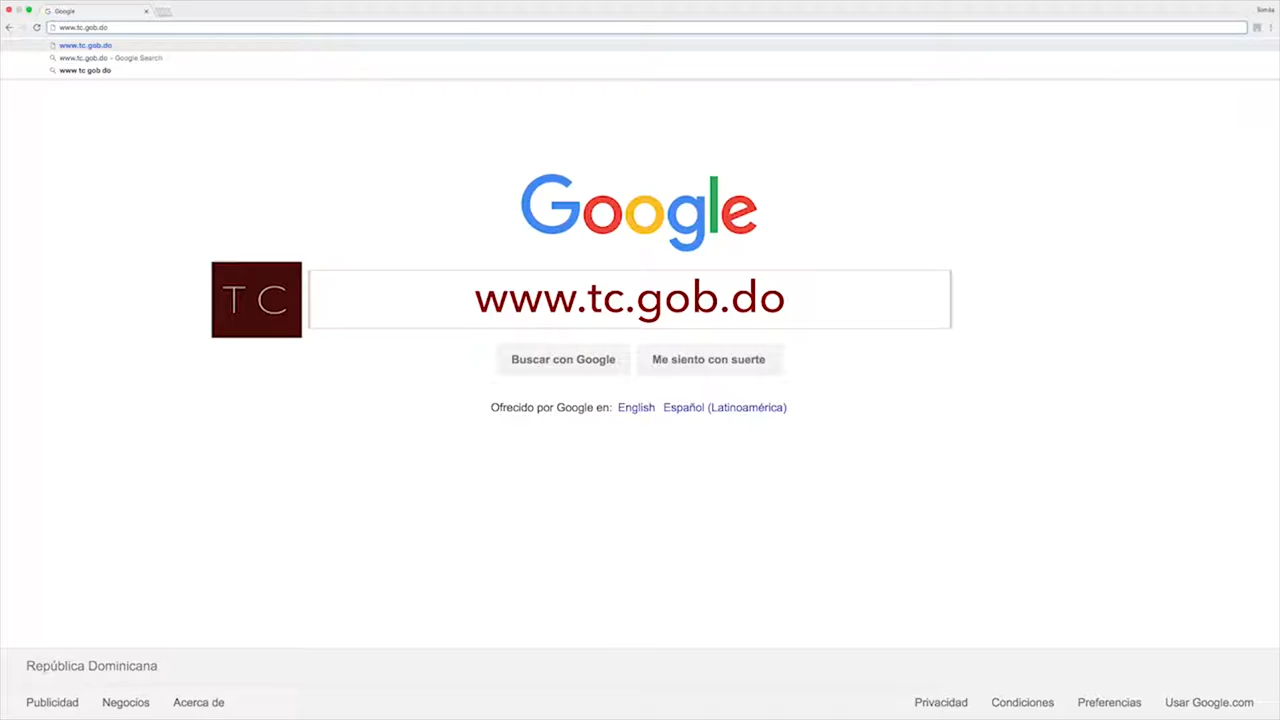 Google
www.tc.gob.do
www.tc.gob.do
www.tc.gob.do - Google Search
www tc gob do
Google
T C
www.tc.gob.do
Buscar con Google
Me siento con suerte
Ofrecido por Google en: English Español (Latinoamérica)
República Dominicana
Publicidad Negocios Acerca de
Privacidad Condiciones Preferencias Usar Google.com